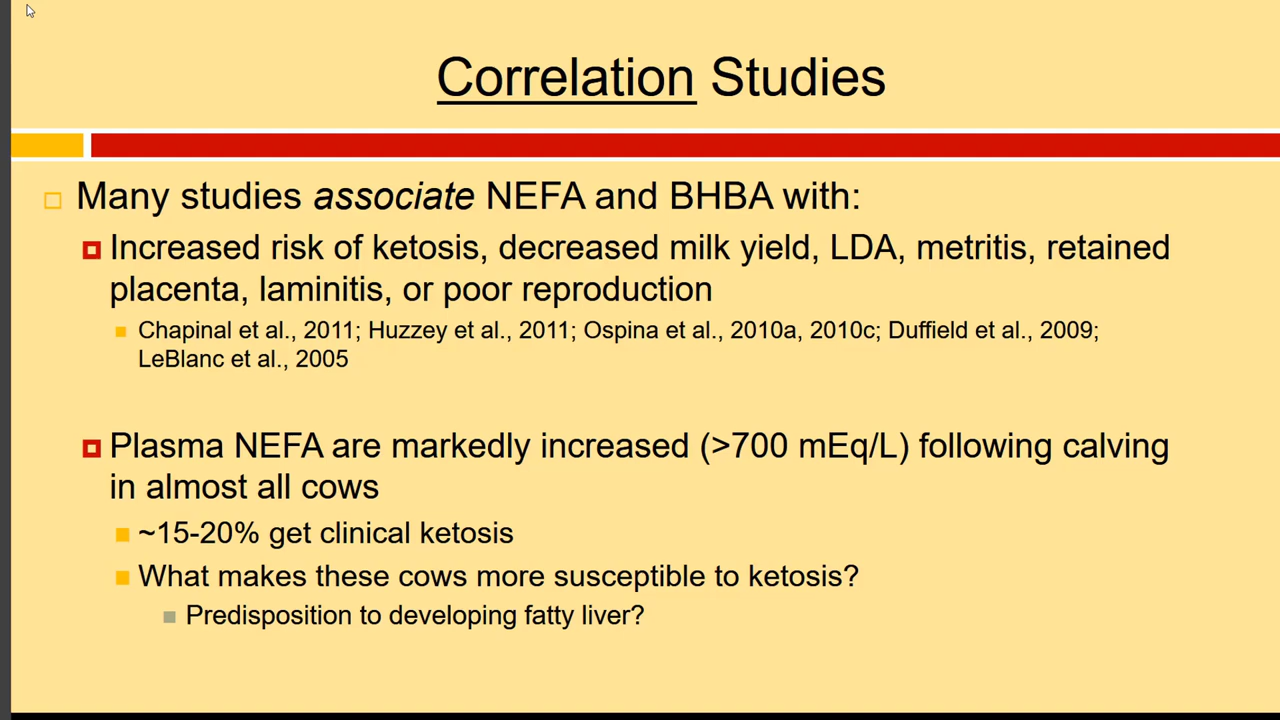 Correlation Studies
Many studies associate NEFA and BHBA with:
Increased risk of ketosis, decreased milk yield, LDA, metritis, retained
placenta, laminitis, or poor reproduction
Chapinal et al., 2011; Huzzey et al., 2011; Ospina et al., 2010a, 2010c; Duffield et al., 2009;
LeBlanc et al., 2005
Plasma NEFA are markedly increased (>700 mEq/L) following calving
in almost all cows
~15-20% get clinical ketosis
What makes these cows more susceptible to ketosis?
Predisposition to developing fatty liver?